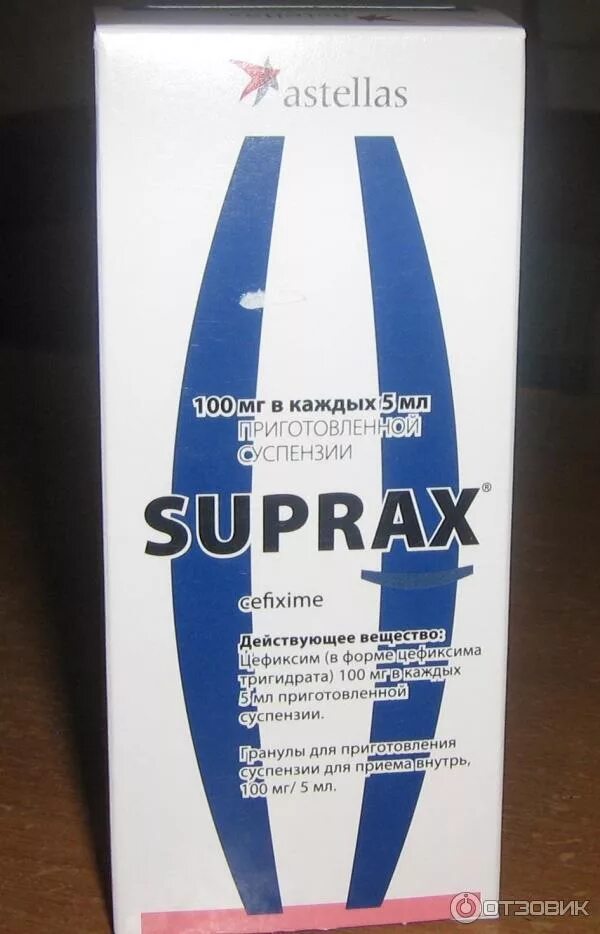 astellas
100 мг в каждых 5 мл
ПРИГОТОВЛЕННОЙ
СУСПЕНЗИИ
SUPRAX®
cefixime
Действующее вещество:
Цефиксим (в форме цефиксима
тригидрата) 100 мг в каждых
5 мл приготовленной
суспензии.
Гранулы для приготовления
суспензии для приема внутрь,
100 мг/ 5 мл.
ОТЗОВИК